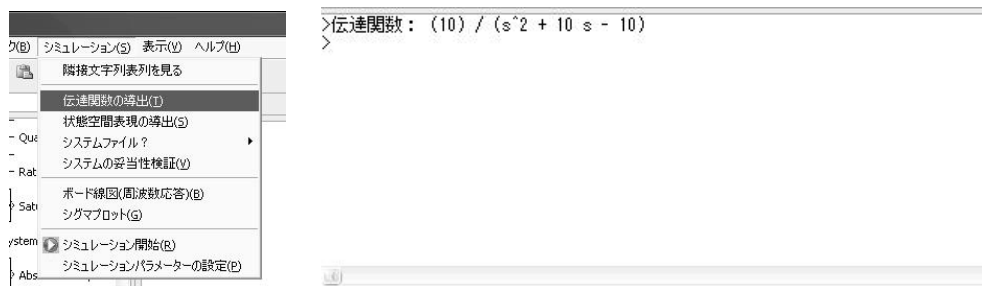 ク(B) シミュレーション(S) 表示(V) ヘルプ(H)
隣接文字列表列を見る
伝達関数の導出(T)
状態空間表現の導出(S)
システムファイル?
システムの妥当性検証(V)
ボード線図(周波数応答)(B)
シグマプロット(G)
シミュレーション開始(R)
シミュレーションパラメーターの設定(P)
Qua
Rat
Satu
ystem
Abs
>伝達関数: (10) / (s^2 + 10 s - 10)
>